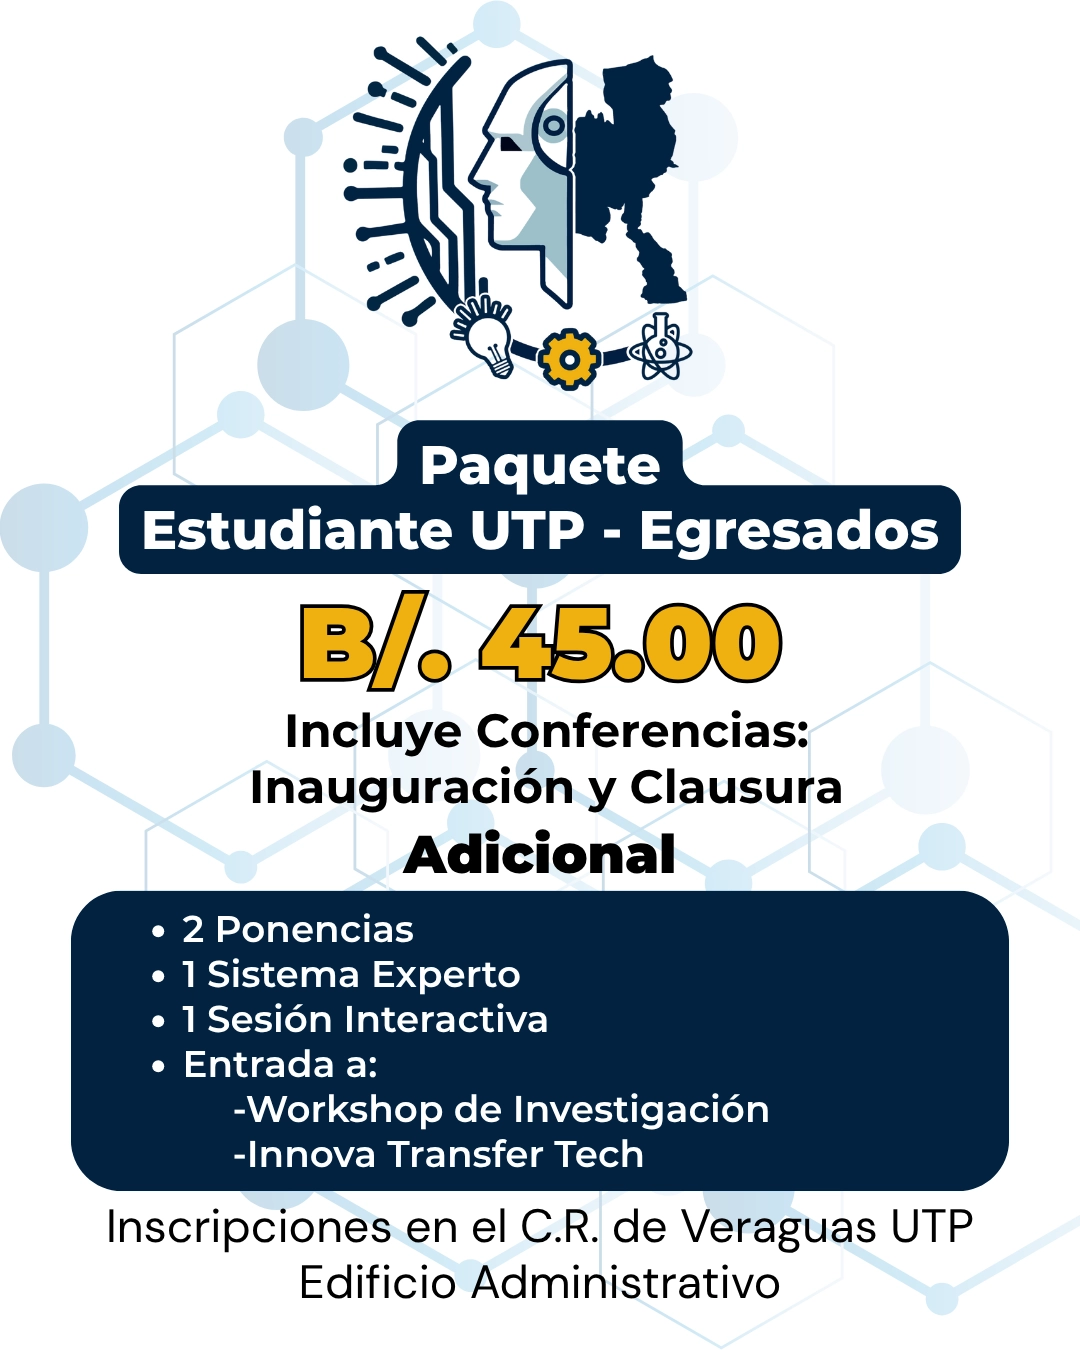 Paquete
Estudiante UTP - Egresados
B/. 45.00
Incluye Conferencias:
Inauguración y Clausura
Adicional
• 2 Ponencias
• 1 Sistema Experto
• 1 Sesión Interactiva
• Entrada a:
-Workshop de Investigación
-Innova Transfer Tech
Inscripciones en el C.R. de Veraguas UTP
Edificio Administrativo